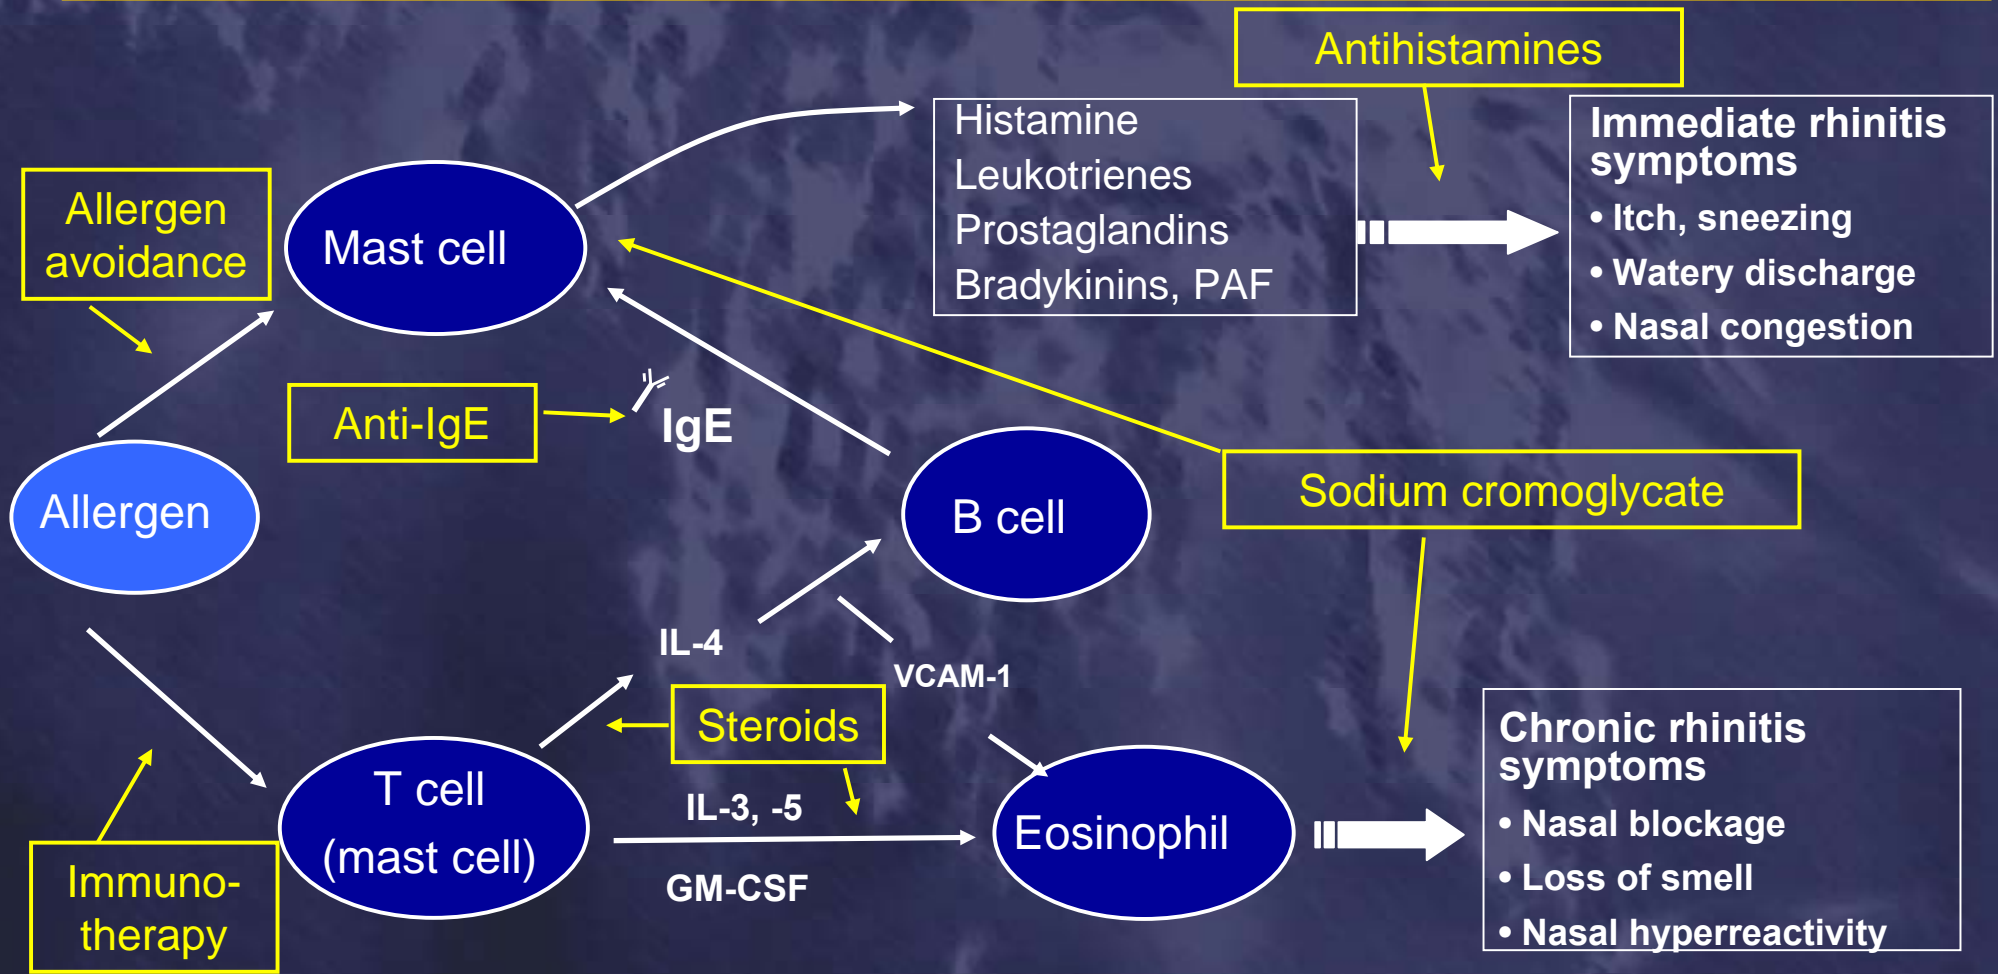 Antihistamines
Histamine
Leukotrienes
Prostaglandins
Bradykinins, PAF
Immediate rhinitis
symptoms
• Itch, sneezing
• Watery discharge
• Nasal congestion
Allergen
avoidance
Mast cell
Anti-IgE
IgE
Allergen
B cell
Sodium cromoglycate
IL-4
VCAM-1
Steroids
T cell
(mast cell)
IL-3, -5
GM-CSF
Eosinophil
Chronic rhinitis
symptoms
• Nasal blockage
• Loss of smell
• Nasal hyperreactivity
Immuno-
therapy